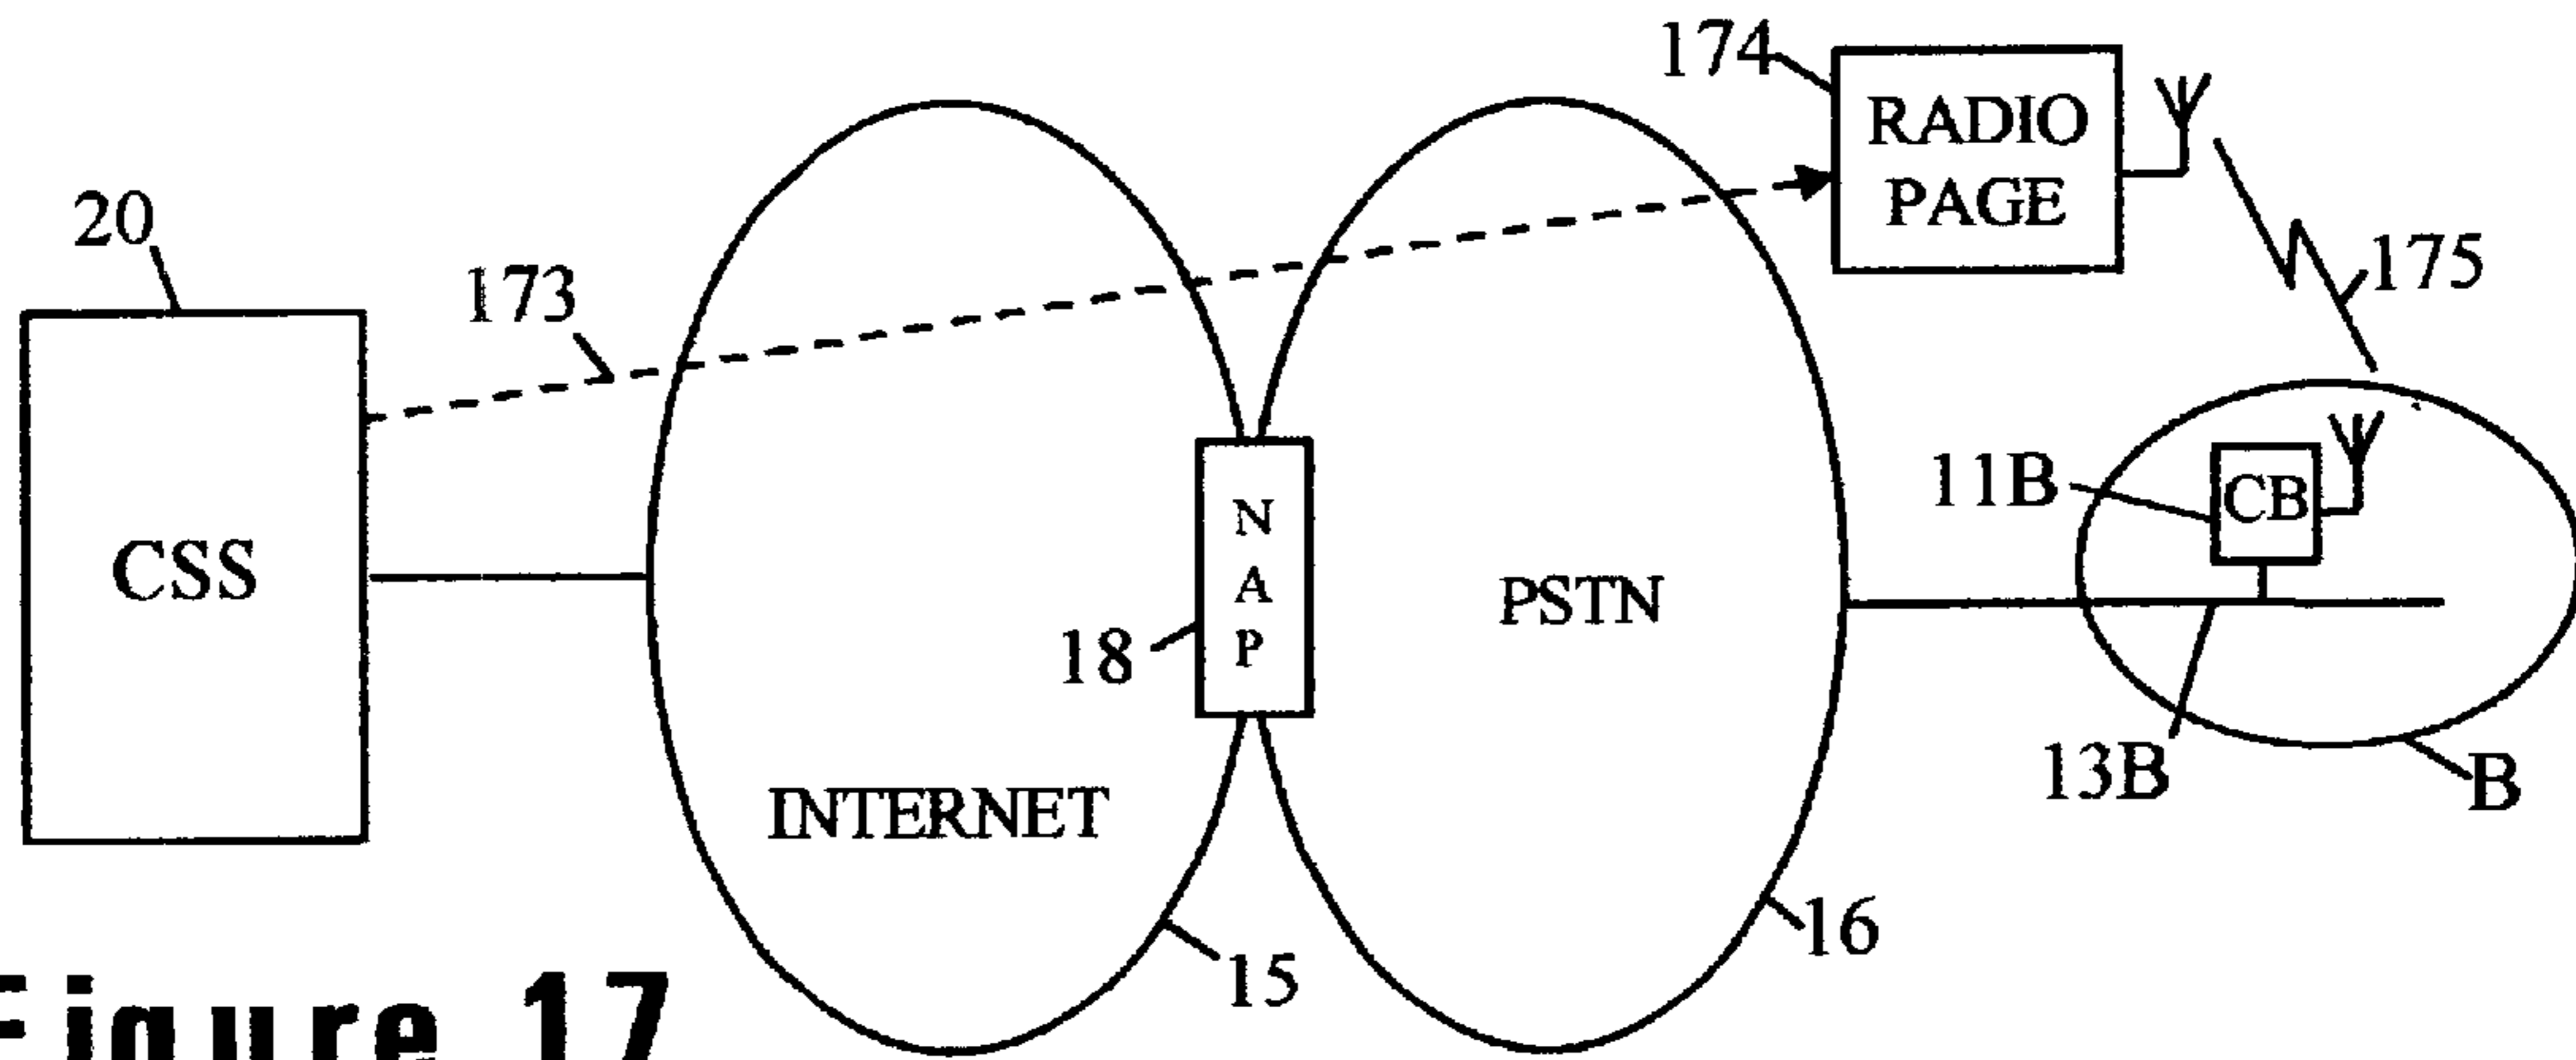 174
RADIO
PAGE
20
173
175
CSS
N
A
P
18
PSTN
11B
CB
INTERNET
13B
B
16
15
Figure 17